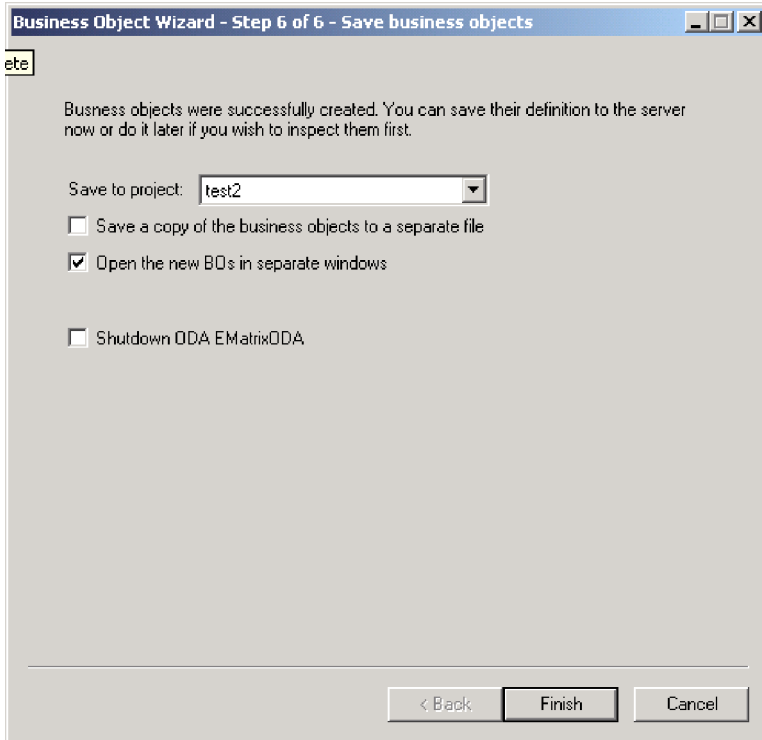 Business Object Wizard - Step 6 of 6 - Save business objects
ete
Busness objects were successfully created. You can save their definition to the server
now or do it later if you wish to inspect them first.
Save to project: test2
Save a copy of the business objects to a separate file
Open the new BOs in separate windows
Shutdown ODA EMatrixODA
< Back Finish Cancel